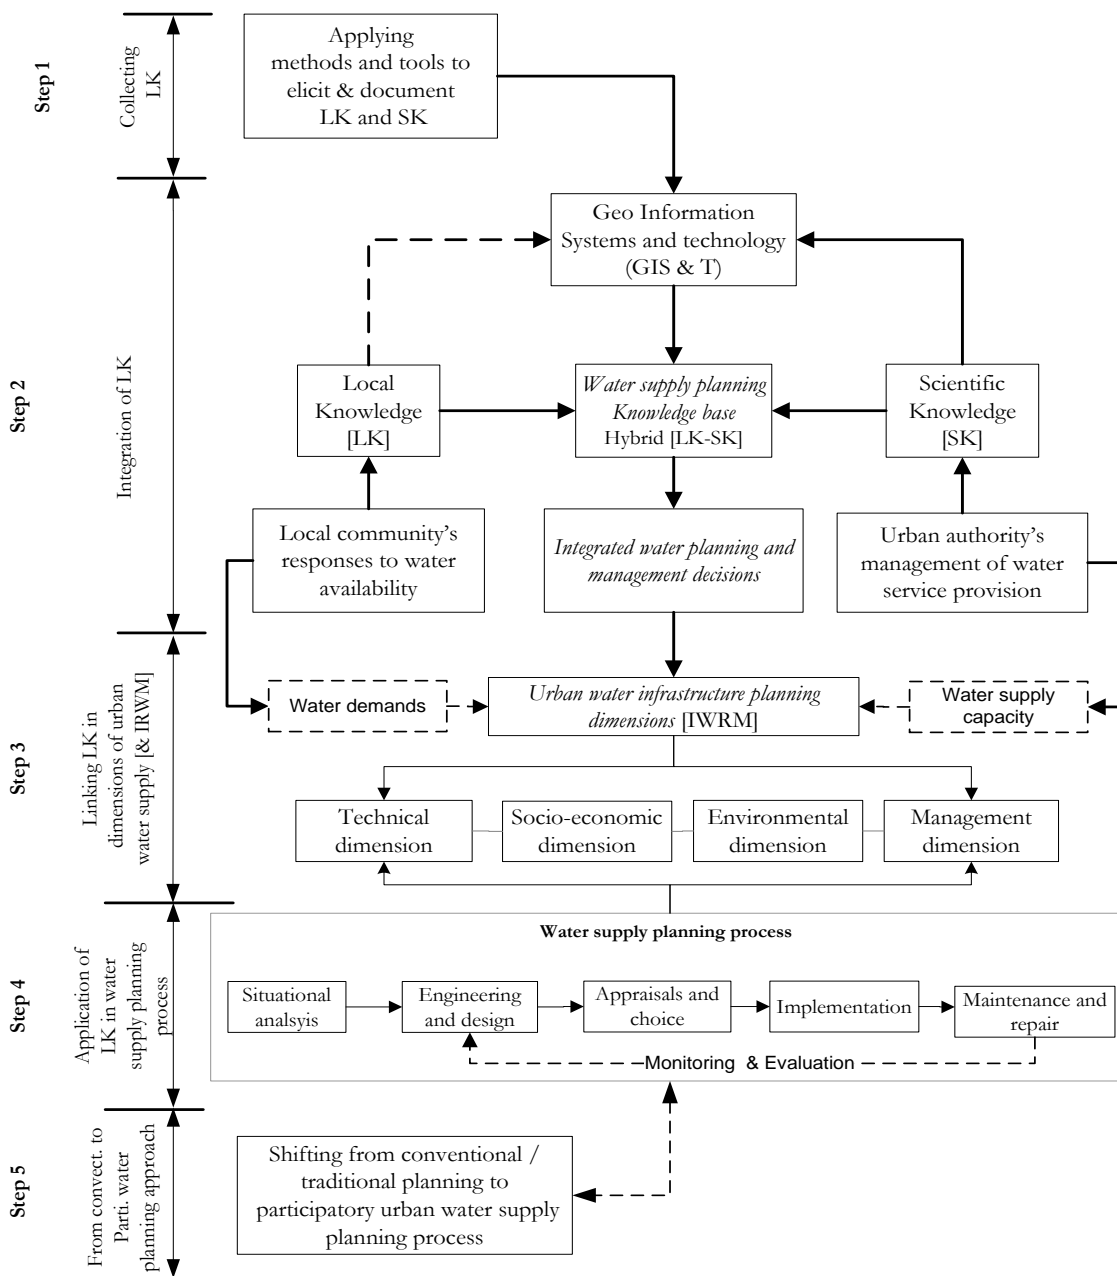 Step 1
Collecting
LK
Applying
methods and tools to
elicit & document
LK and SK
Step 2
Integration of LK
Geo Information
Systems and technology
(GIS & T)
Local
Knowledge
[LK]
Water supply planning
Knowledge base
Hybrid [LK-SK]
Scientific
Knowledge
[SK]
Local community's
responses to water
availability
Integrated water planning and
management decisions
Urban authority's
management of water
service provision
Step 3
Linking LK in
dimensions of urban
water supply [& IRWM]
Water demands
Urban water infrastructure planning
dimensions [IWRM]
Water supply
capacity
Technical
dimension
Socio-economic
dimension
Environmental
dimension
Management
dimension
Step 4
Application of
LK in water
supply planning
process
Water supply planning process
Situational
analsyis
Engineering
and design
Appraisals and
choice
Implementation
Maintenance and
repair
Monitoring & Evaluation
Step 5
From convect. to
Parti. water
planning approach
Shifting from conventional /
traditional planning to
participatory urban water supply
planning process